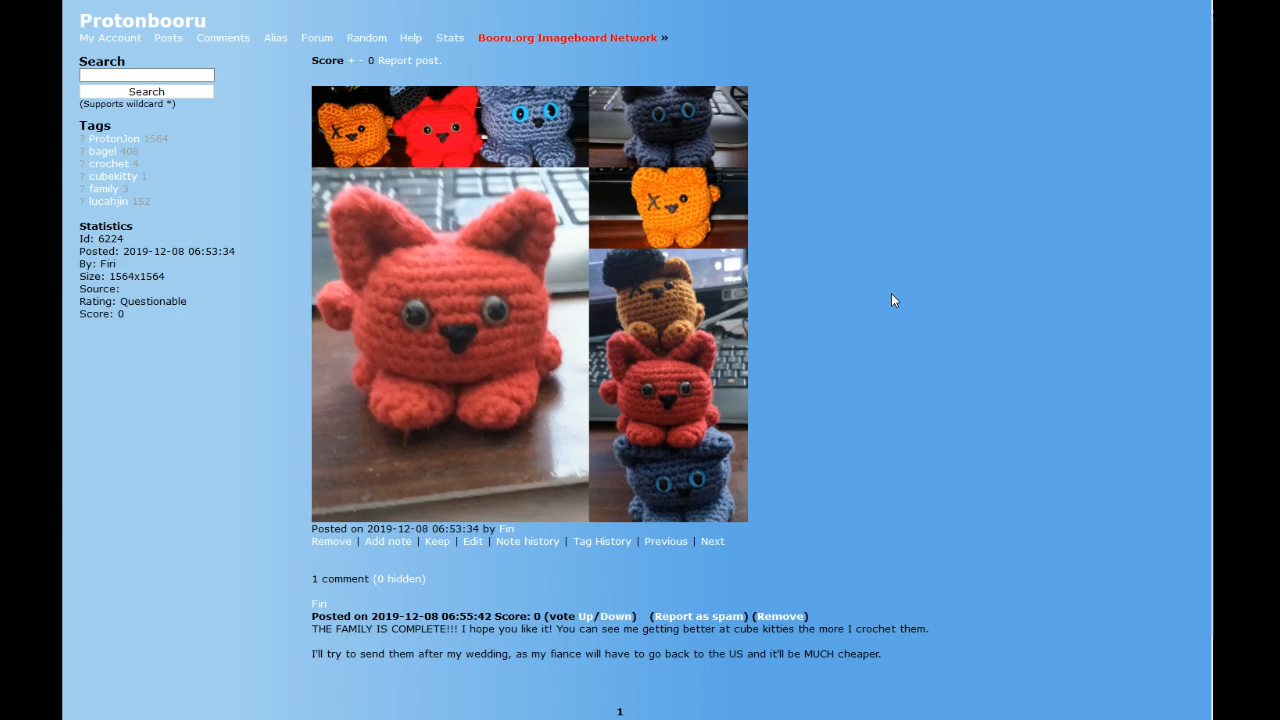 Protonbooru
My Account Posts Comments Alias Forum Random Help Stats Booru.org Imageboard Network »
Search
Search
(Supports wildcard *)
Tags
? ProtonJon 1564
? bagel 408
? crochet 4
? cubekitty 1
? family 3
? lucahjin 152
Statistics
Id: 6224
Posted: 2019-12-08 06:53:34
By: Firi
Size: 1564x1564
Source:
Rating: Questionable
Score: 0
Score + - 0 Report post.
Posted on 2019-12-08 06:53:34 by Firi
Remove | Add note | Keep | Edit | Note history | Tag History | Previous | Next
1 comment (0 hidden)
Firi
Posted on 2019-12-08 06:55:42 Score: 0 (vote Up/Down) (Report as spam) (Remove)
THE FAMILY IS COMPLETE!!! I hope you like it! You can see me getting better at cube kitties the more I crochet them.
I'll try to send them after my wedding, as my fiance will have to go back to the US and it'll be MUCH cheaper.
1